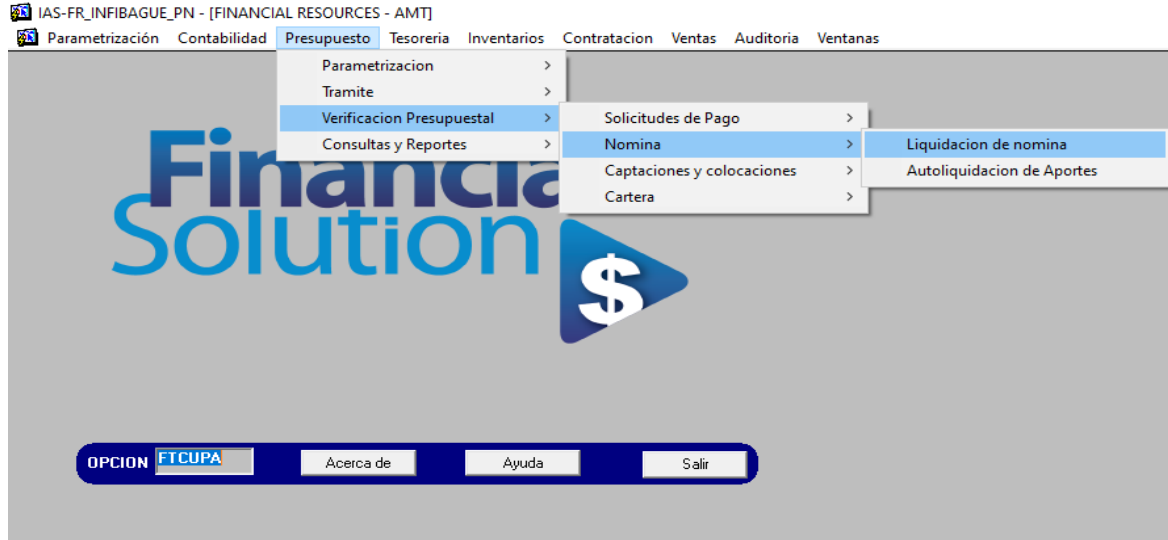 IAS-FR_INFIBAGUE_PN - [FINANCIAL RESOURCES - AMT]
Parametrización Contabilidad Presupuesto Tesoreria Inventarios Contratacion Ventas Auditoria Ventanas
Parametrizacion >
Tramite >
Verificacion Presupuestal >
Consultas y Reportes >
Solicitudes de Pago >
Nomina >
Captaciones y colocaciones >
Cartera >
Liquidacion de nomina
Autoliquidacion de Aportes
Financia
Solution
$
OPCION FTCUPA Acerca de Ayuda Salir